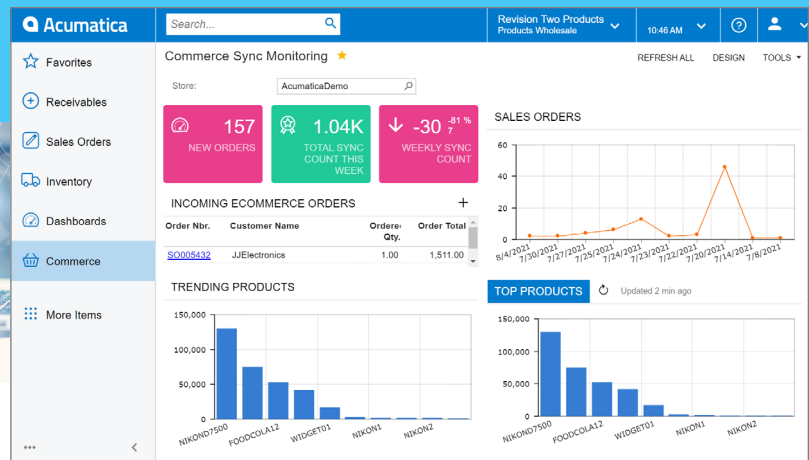 Acumatica
Search...
Revision Two Products
Products Wholesale
10:46 AM
Favorites
Receivables
Sales Orders
Inventory
Dashboards
Commerce
More Items
Commerce Sync Monitoring
REFRESH ALL
DESIGN
TOOLS
Store:
AcumaticaDemo
157
NEW ORDERS
1.04K
TOTAL SYNC
COUNT THIS
WEEK
-30
-81 %
7
WEEKLY SYNC
COUNT
INCOMING ECOMMERCE ORDERS
Order Nbr.
Customer Name
Ordere
Qty.
Order Total
SO005432
JJElectronics
1.00
1,511.00
SALES ORDERS
60
40
20
0
8/4/2021
7/30/2021
7/27/2021
7/25/2021
7/24/2021
7/23/2021
7/22/2021
7/20/2021
7/14/2021
7/8/2021
TRENDING PRODUCTS
150,000
100,000
50,000
0
NIKOND7500
FOODCOLA12
WIDGET01
NIKON1
NIKON2
TOP PRODUCTS
Updated 2 min ago
150,000
100,000
50,000
0
NIKOND7500
FOODCOLA12
WIDGET01
NIKON1
NIKON2